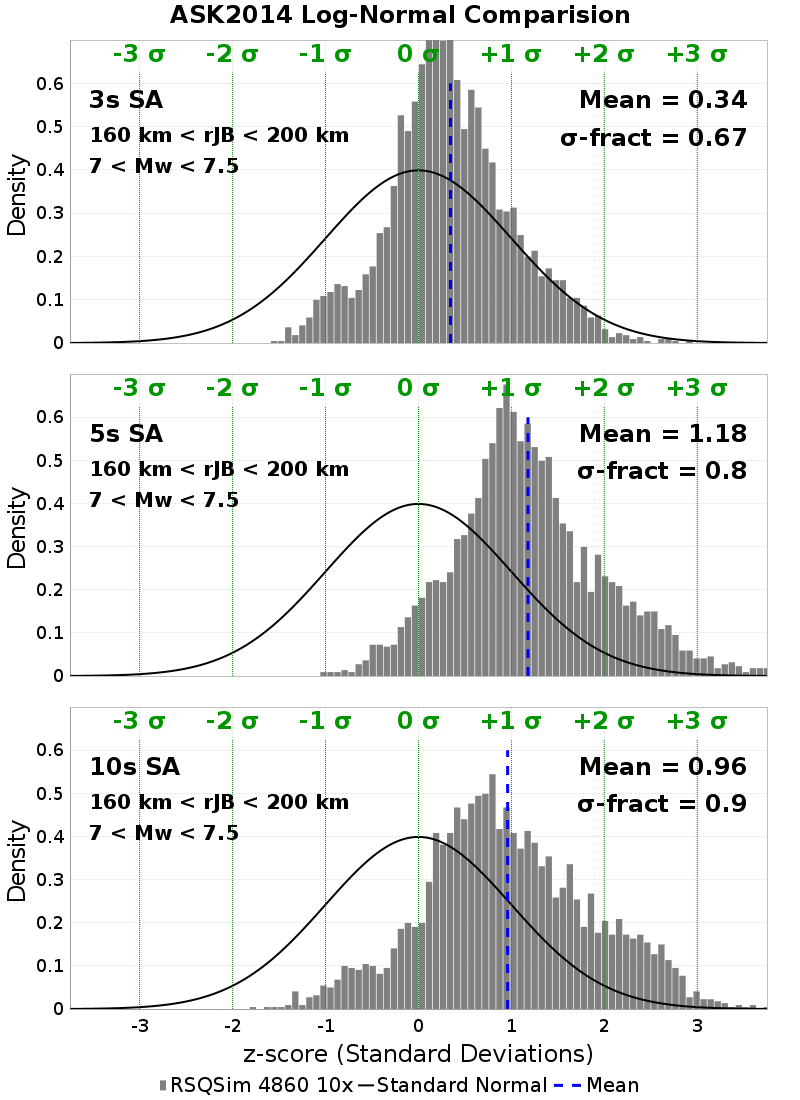 ASK2014 Log-Normal Comparision
-3 σ -2 σ -1 σ 0 σ +1 σ +2 σ +3 σ
3s SA
160 km < rJB < 200 km
7 < Mw < 7.5
Mean = 0.34
σ-fract = 0.67
Density
0.6
0.5
0.4
0.3
0.2
0.1
0
-3 σ -2 σ -1 σ 0 σ +1 σ +2 σ +3 σ
5s SA
160 km < rJB < 200 km
7 < Mw < 7.5
Mean = 1.18
σ-fract = 0.8
Density
0.6
0.5
0.4
0.3
0.2
0.1
0
-3 σ -2 σ -1 σ 0 σ +1 σ +2 σ +3 σ
10s SA
160 km < rJB < 200 km
7 < Mw < 7.5
Mean = 0.96
σ-fract = 0.9
Density
0.6
0.5
0.4
0.3
0.2
0.1
0
-3 -2 -1 0 1 2 3
z-score (Standard Deviations)
RSQSim 4860 10x Standard Normal Mean